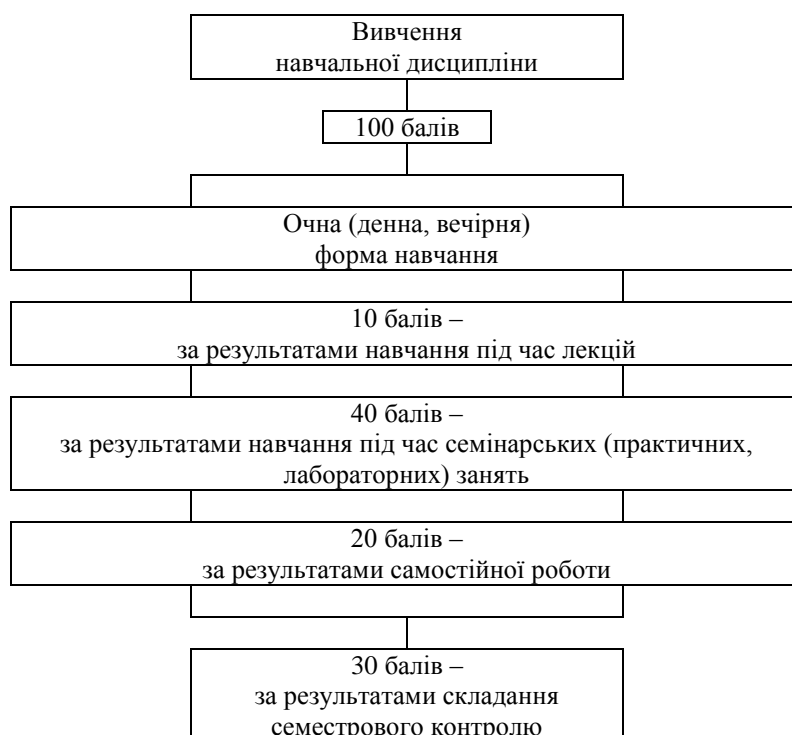 Вивчення
навчальної дисципліни
100 балів
Очна (денна, вечірня)
форма навчання
10 балів –
за результатами навчання під час лекцій
40 балів –
за результатами навчання під час семінарських (практичних,
лабораторних) занять
20 балів –
за результатами самостійної роботи
30 балів –
за результатами складання
семестрового контролю